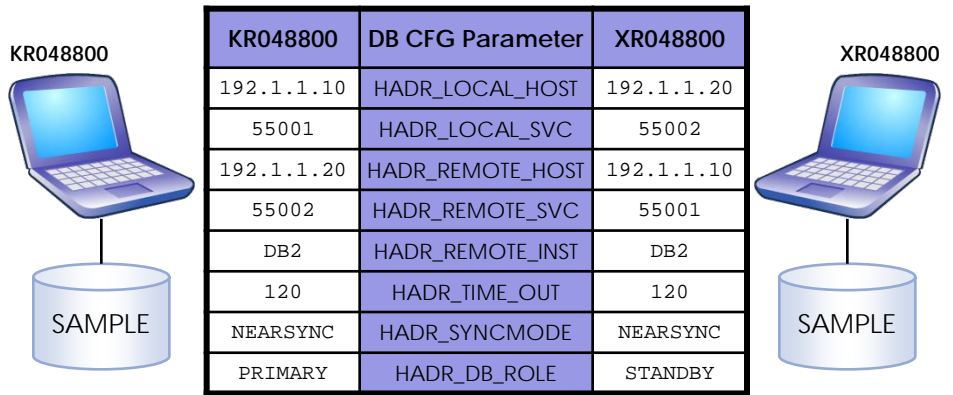 KR048800
KR048800 DB CFG Parameter XR048800
XR048800
192.1.1.10 HADR_LOCAL_HOST 192.1.1.20
55001 HADR_LOCAL_SVC 55002
192.1.1.20 HADR_REMOTE_HOST 192.1.1.10
55002 HADR_REMOTE_SVC 55001
DB2 HADR_REMOTE_INST DB2
120 HADR_TIME_OUT 120
NEARSYNC HADR_SYNCMODE NEARSYNC
PRIMARY HADR_DB_ROLE STANDBY
SAMPLE
SAMPLE